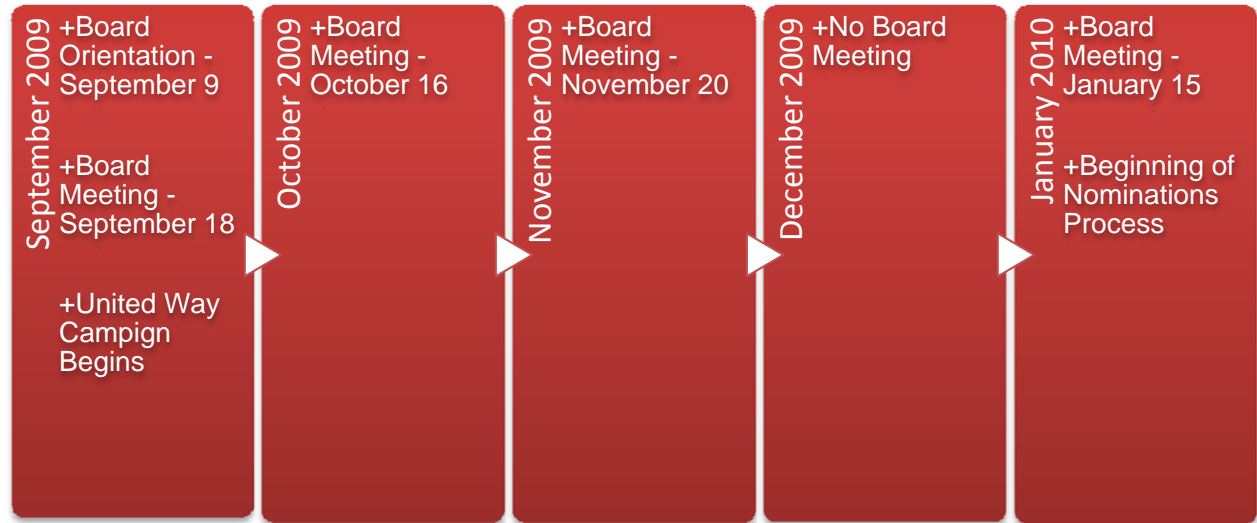 September 2009
+Board
Orientation -
September 9
+Board
Meeting -
September 18
+United Way
Campign
Begins
October 2009
+Board
Meeting -
October 16
November 2009
+Board
Meeting -
November 20
December 2009
+No Board
Meeting
January 2010
+Board
Meeting -
January 15
+Beginning of
Nominations
Process